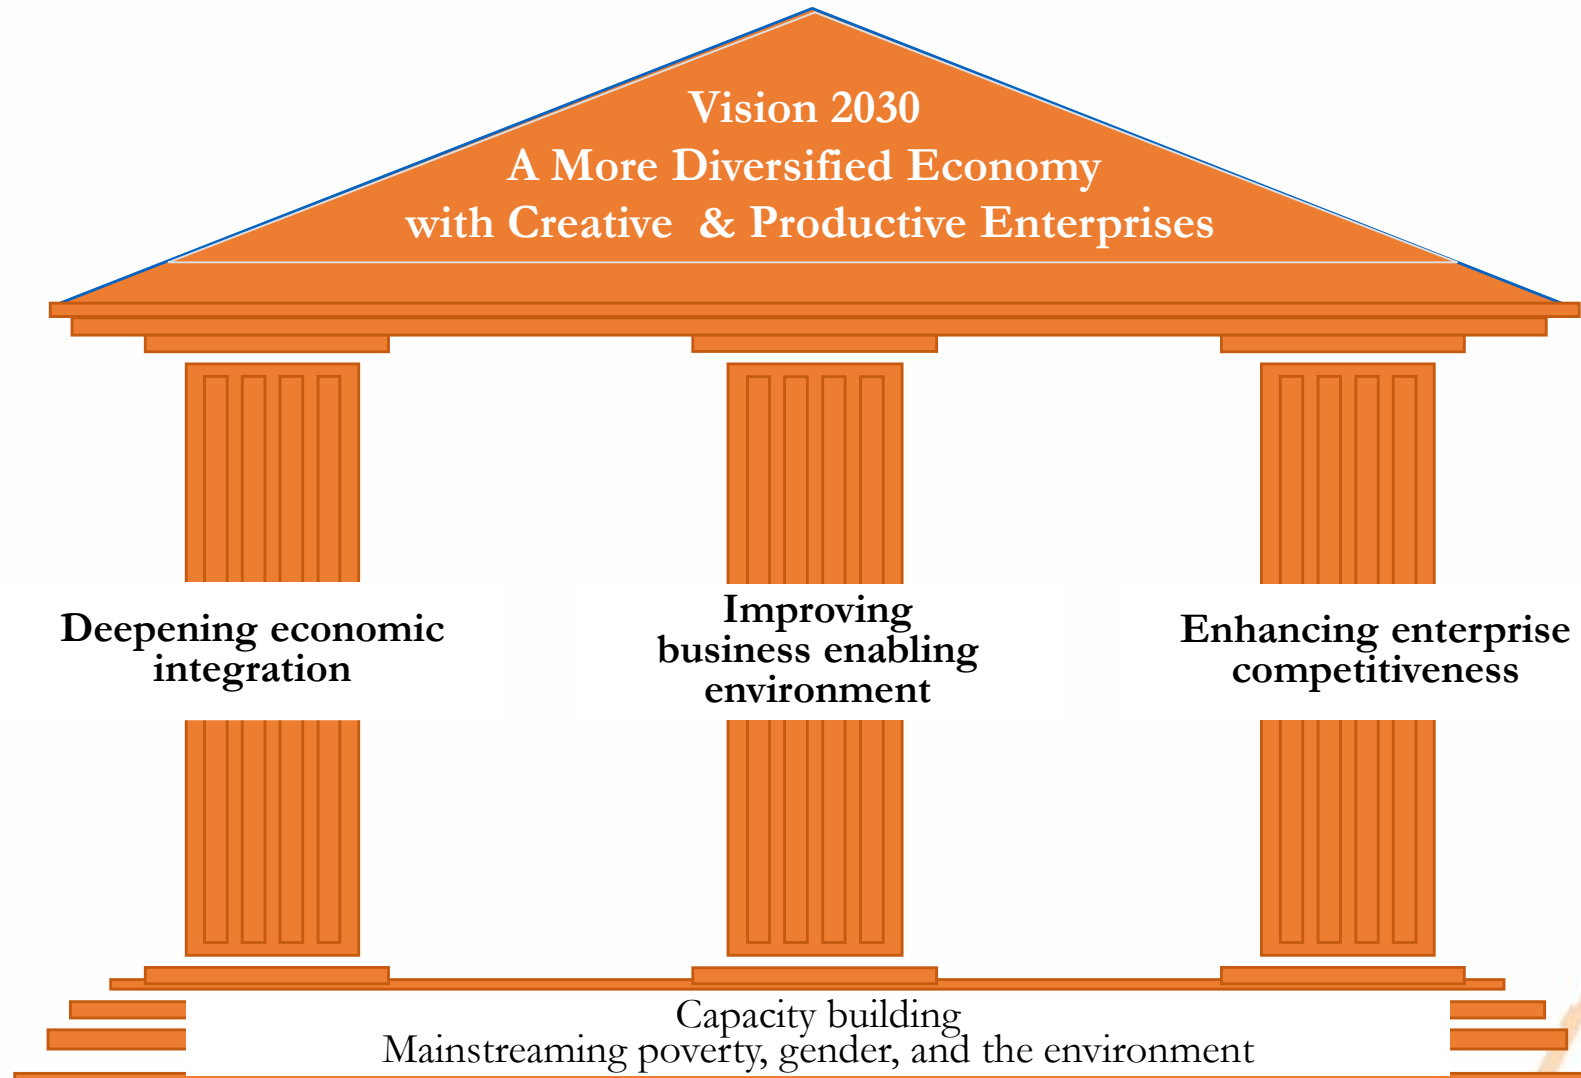 Vision 2030
A More Diversified Economy
with Creative & Productive Enterprises
Deepening economic
integration
Improving
business enabling
environment
Enhancing enterprise
competitiveness
Capacity building
Mainstreaming poverty, gender, and the environment